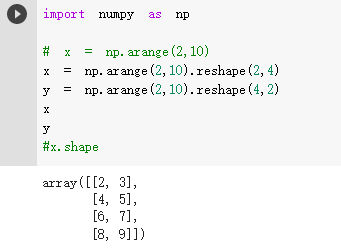 import numpy as np
# x = np.arange(2,10)
x = np.arange(2,10).reshape(2,4)
y = np.arange(2,10).reshape(4,2)
x
y
#x.shape
array([[2, 3],
[4, 5],
[6, 7],
[8, 9]])